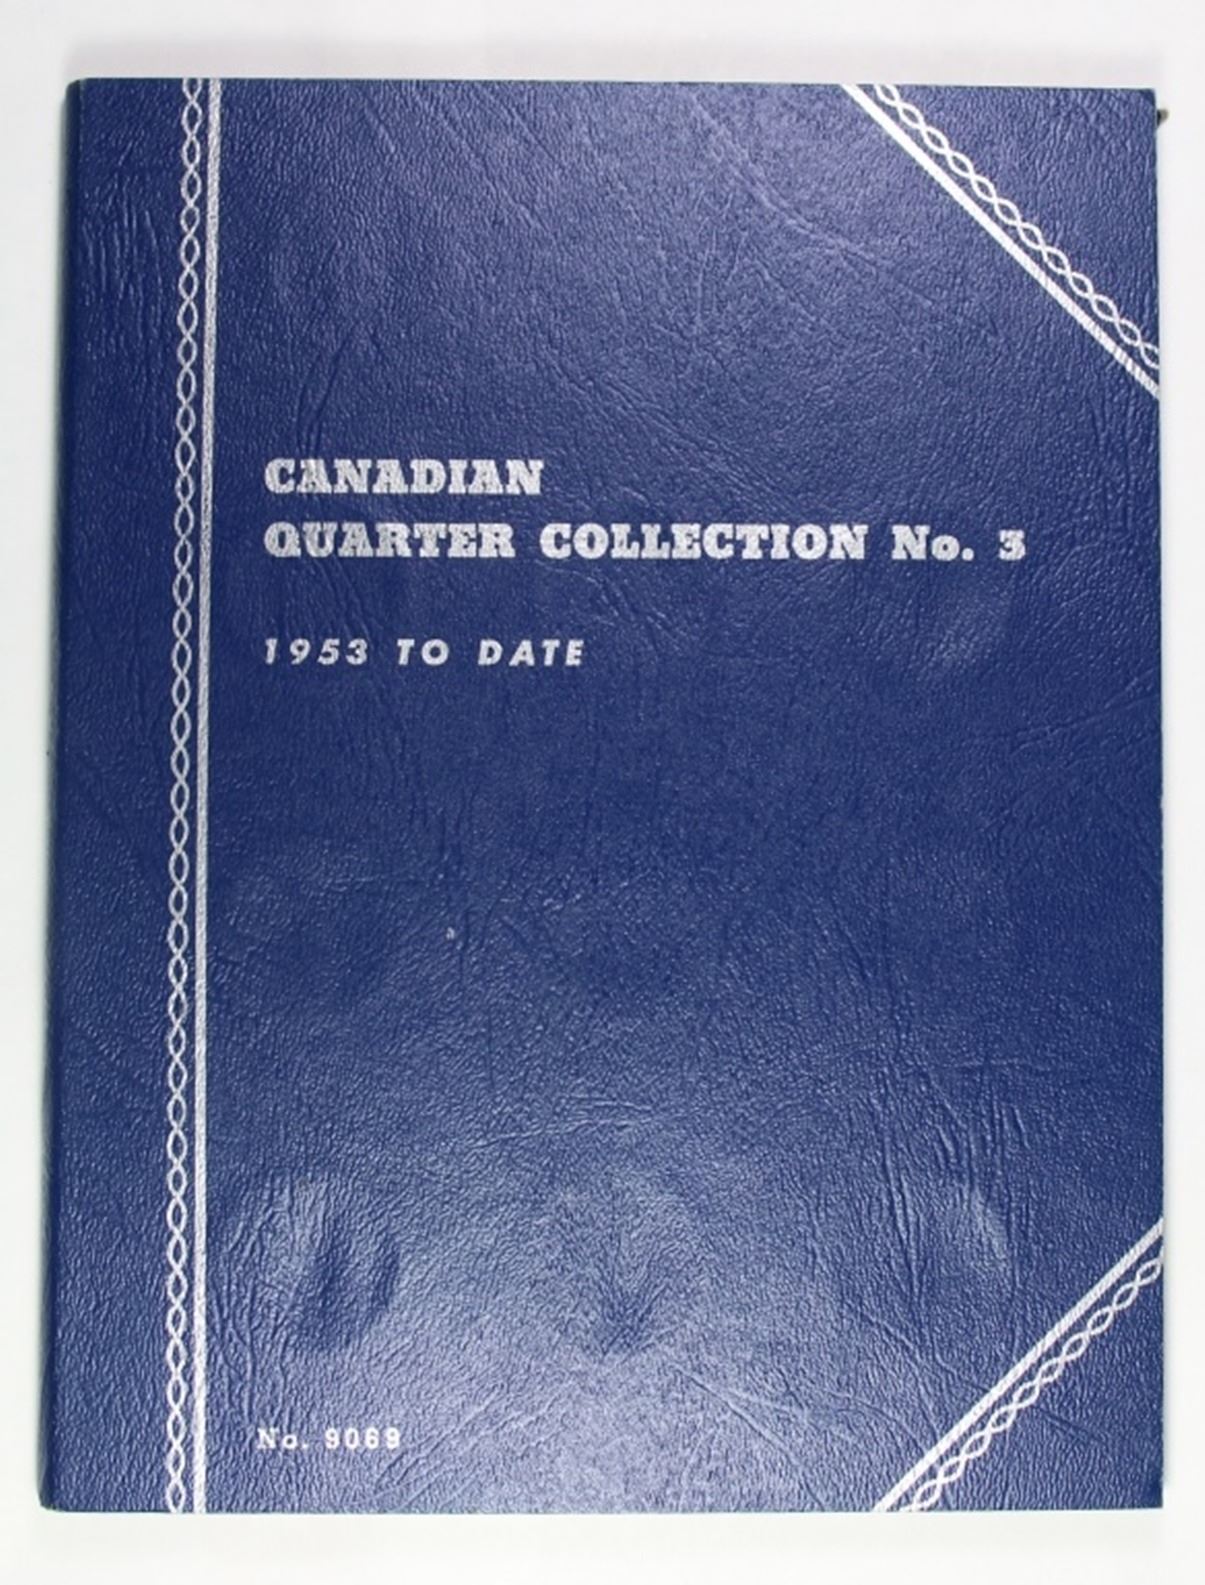 CANADIAN
QUARTER COLLECTION No. 3
1953 TO DATE
No. 9069